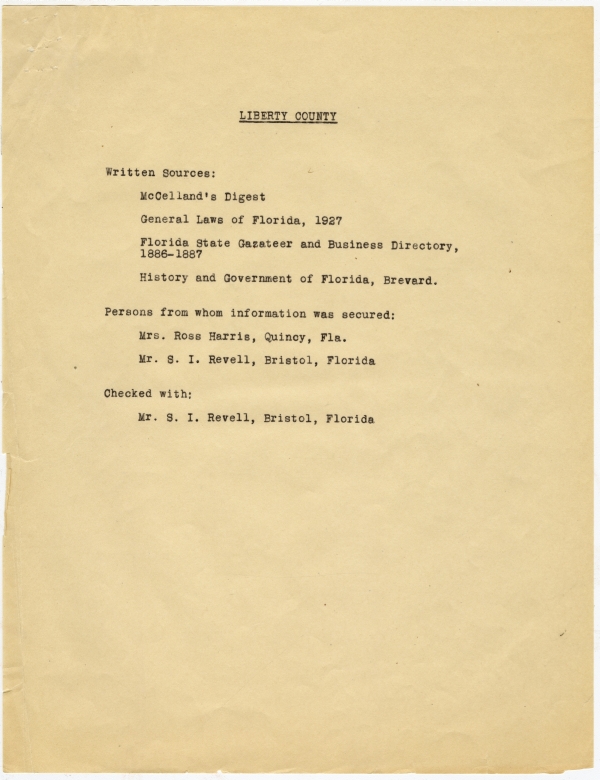 LIBERTY COUNTY
Written Sources:
McCelland's Digest
General Laws of Florida, 1927
Florida State Gazateer and Business Directory,
1886-1887
History and Government of Florida, Brevard.
Persons from whom information was secured:
Mrs. Ross Harris, Quincy, Fla.
Mr. S. I. Revell, Bristol, Florida
Checked with:
Mr. S. I. Revell, Bristol, Florida